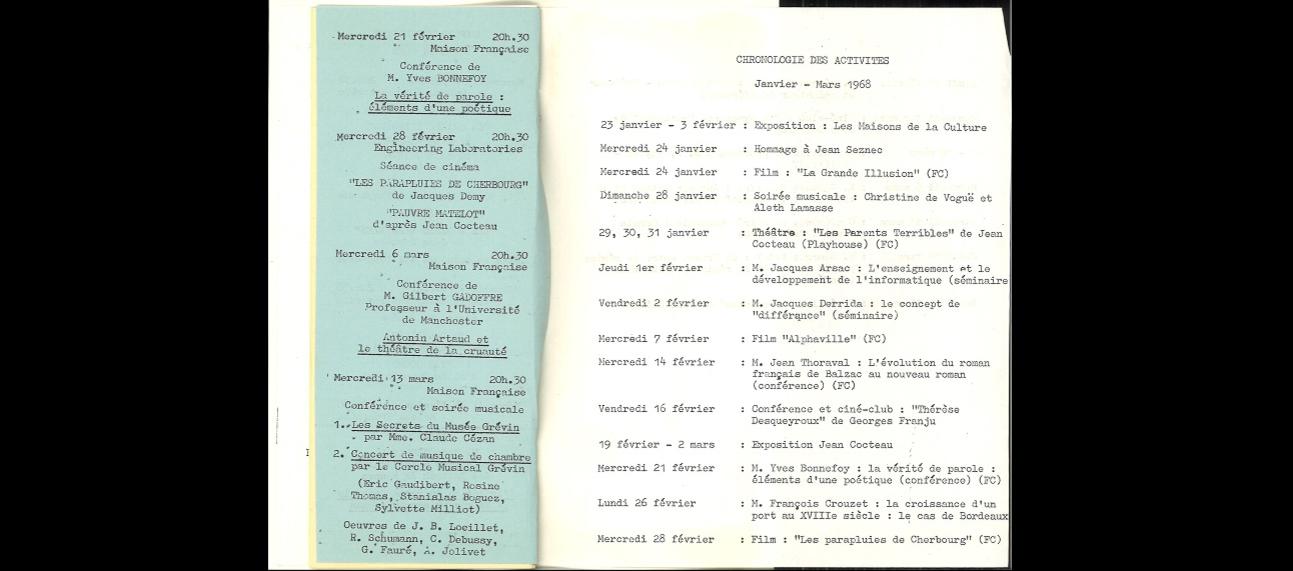 Mercredi 21 février 20h.30
Maison Française
Conférence de
M. Yves BONNEFOY
La vérité de parole :
éléments d'une poétique
Mercredi 28 février 20h.30
Engineering Laboratories
Séance de cinéma
"LES PARAPLUIES DE CHERBOURG"
de Jacques Demy
"PAUVRE MATELOT"
d'après Jean Cocteau
Mercredi 6 mars 20h.30
Maison Française
Conférence de
M. Gilbert GADOFFRE
Professeur à l'Université
de Manchester
Antonin Artaud et
le théâtre de la cruauté
Mercredi 13 mars 20h.30
Maison Française
Conférence et soirée musicale
1. Les Secrets du Musée Grévin
par Mme. Claude Cézan
2. Concert de musique de chambre
par le Cercle Musical Grévin
(Eric Gaudibert, Rosine
Thomas, Stanislas Boguez,
Sylvette Milliot)
Oeuvres de J. B. Loeillet,
R. Schumann, C. Debussy,
G. Fauré, A. Jolivet
CHRONOLOGIE DES ACTIVITES
Janvier - Mars 1968
23 janvier - 3 février : Exposition : Les Maisons de la Culture
Mercredi 24 janvier : Hommage à Jean Seznec
Mercredi 24 janvier : Film : "La Grande Illusion" (FC)
Dimanche 28 janvier : Soirée musicale : Christine de Voguë et
Aleth Lamasse
29, 30, 31 janvier : Théâtre : "Les Parents Terribles" de Jean
Cocteau (Playhouse) (FC)
Jeudi 1er février : M. Jacques Arsac : L'enseignement et le
développement de l'informatique (séminaire
Vendredi 2 février : M. Jacques Derrida : le concept de
"différance" (séminaire)
Mercredi 7 février : Film "Alphaville" (FC)
Mercredi 14 février : M. Jean Thoraval : L'évolution du roman
français de Balzac au nouveau roman
(conférence) (FC)
Vendredi 16 février : Conférence et ciné-club : "Thérèse
Desqueyroux" de Georges Franju
19 février - 2 mars : Exposition Jean Cocteau
Mercredi 21 février : M. Yves Bonnefoy : la vérité de parole :
éléments d'une poétique (conférence) (FC)
Lundi 26 février : M. François Crouzet : la croissance d'un
port au XVIIIe siècle : le cas de Bordeaux
Mercredi 28 février : Film : "Les parapluies de Cherbourg" (FC)